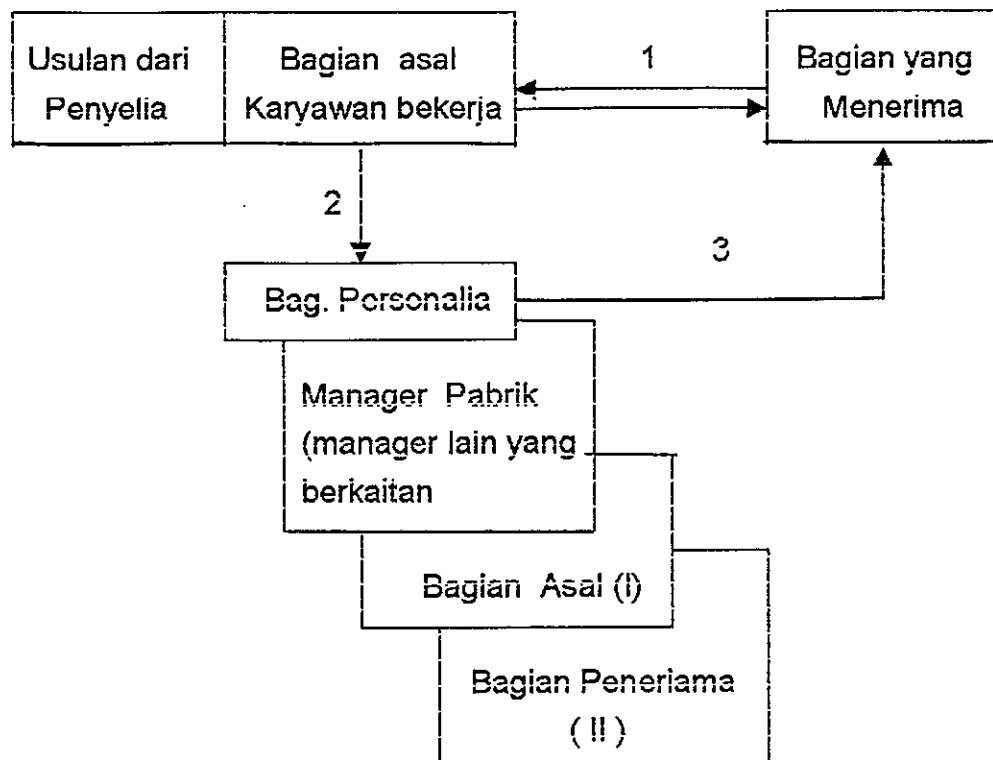 Usulan dari
Penyelia
Bagian asal
Karyawan bekerja
1
Bagian yang
Menerima
2
3
Bag. Personalia
Manager Pabrik
(manager lain yang
berkaitan
Bagian Asal (I)
Bagian Peneriama
( II )